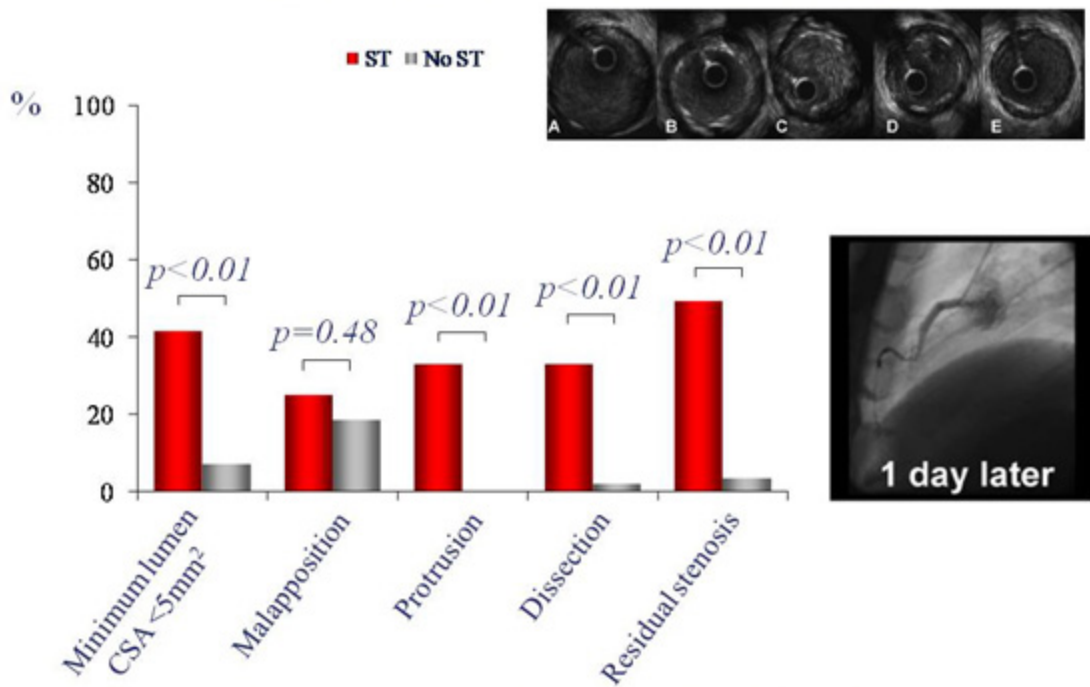 ST No ST
%
100
80
60
40
20
0
p<0.01
p=0.48
p<0.01
p<0.01
p<0.01
Minimum lumen
CSA <5mm²
Malapposition
Protrusion
Dissection
Residual stenosis
A B C D E
1 day later